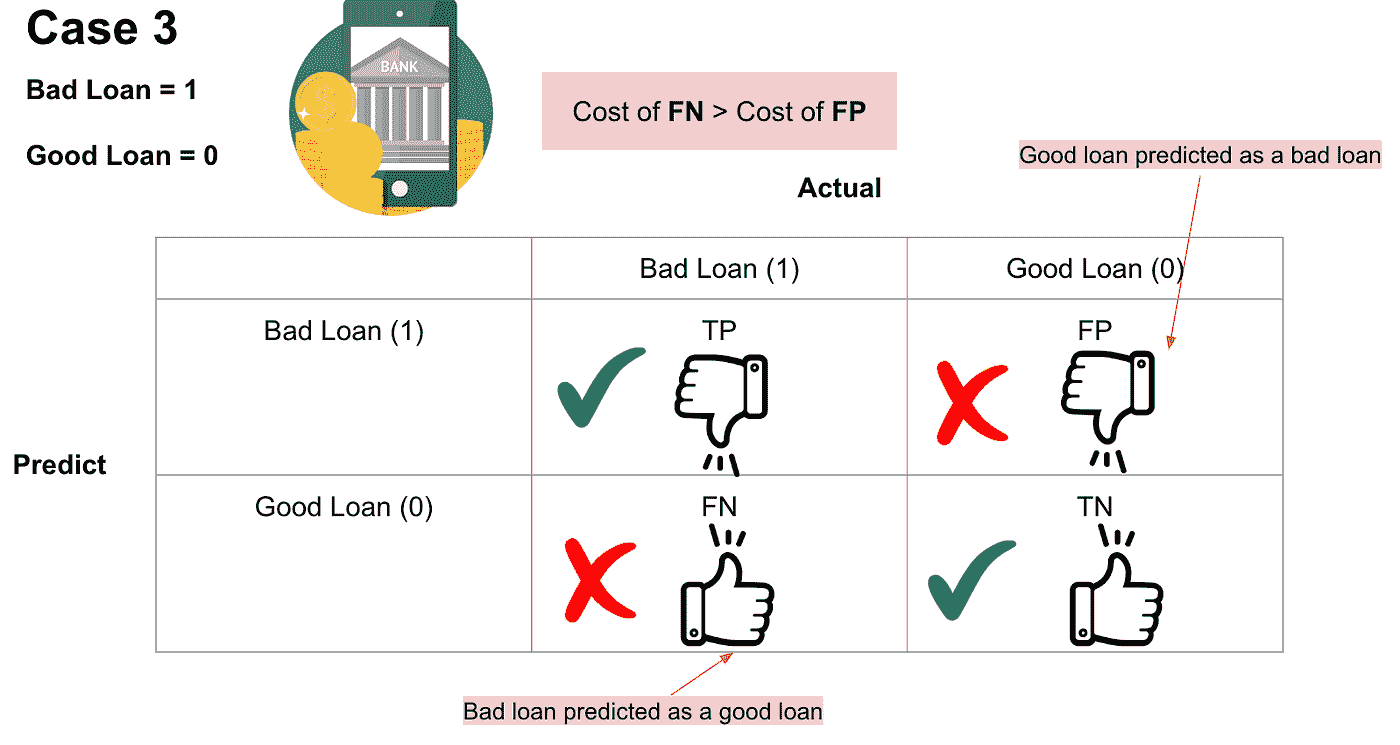 Case 3
Bad Loan = 1
Good Loan = 0
BANK
$
Cost of FN > Cost of FP
Good loan predicted as a bad loan
Actual
Bad Loan (1)
Good Loan (0)
Bad Loan (1)
TP
FP
Predict
Good Loan (0)
FN
TN
Bad loan predicted as a good loan